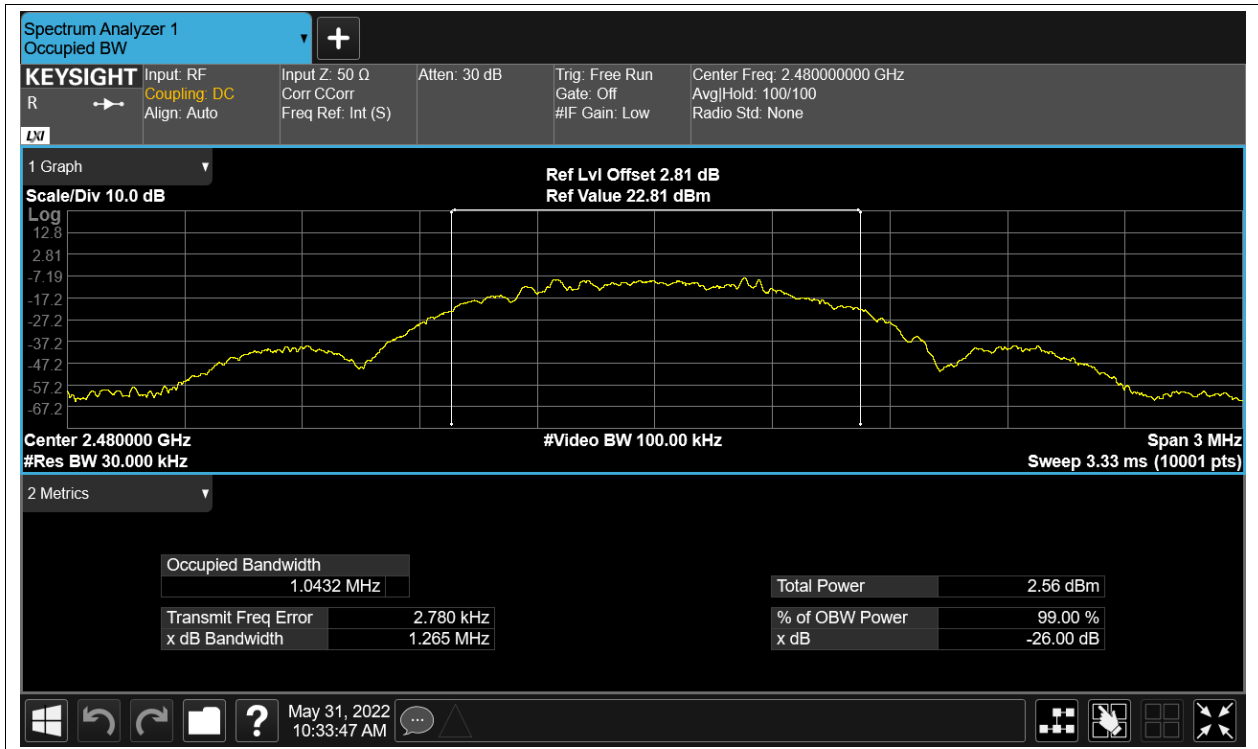 Spectrum Analyzer 1
Occupied BW
KEYSIGHT
R
LXI
Input: RF
Coupling: DC
Align: Auto
Input Z: 50 Ω
Corr CCorr
Freq Ref: Int (S)
Atten: 30 dB
Trig: Free Run
Gate: Off
#IF Gain: Low
Center Freq: 2.480000000 GHz
Avg|Hold: 100/100
Radio Std: None
1 Graph
Scale/Div 10.0 dB
Ref Lvl Offset 2.81 dB
Ref Value 22.81 dBm
Log
12.8
2.81
-7.19
-17.2
-27.2
-37.2
-47.2
-57.2
-67.2
Center 2.480000 GHz
#Res BW 30.000 kHz
#Video BW 100.00 kHz
Span 3 MHz
Sweep 3.33 ms (10001 pts)
2 Metrics
Occupied Bandwidth
1.0432 MHz
Transmit Freq Error 2.780 kHz
x dB Bandwidth 1.265 MHz
Total Power 2.56 dBm
% of OBW Power 99.00 %
x dB -26.00 dB
?
May 31, 2022
10:33:47 AM